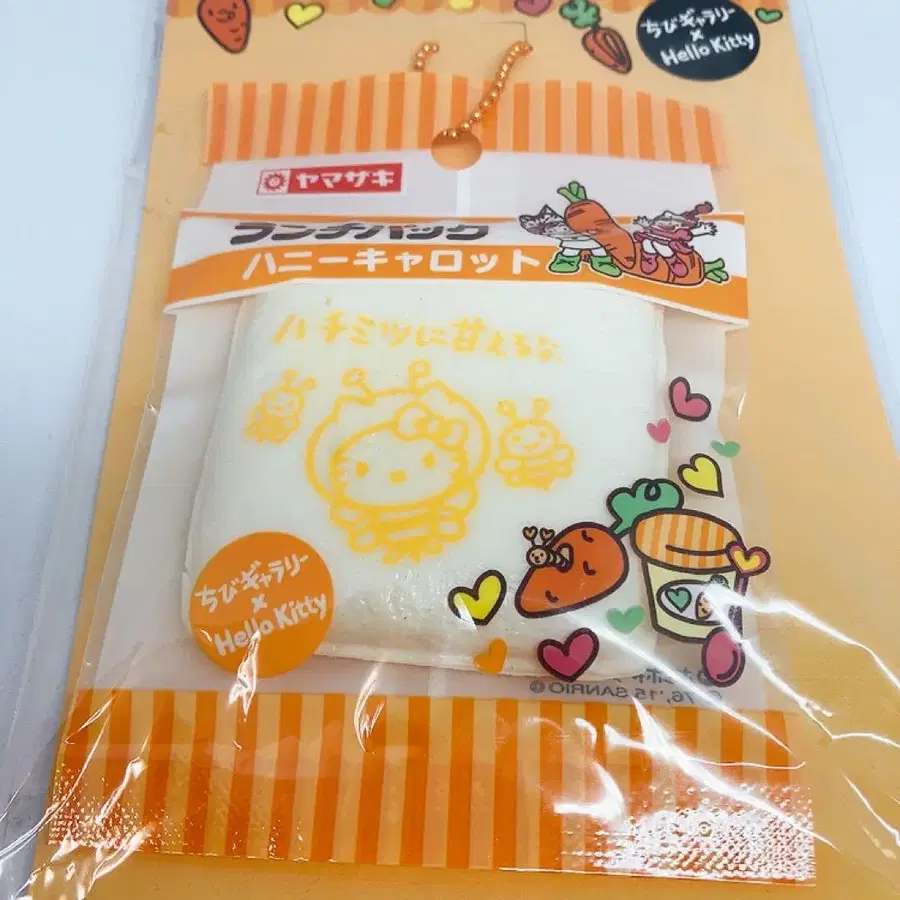 ちびギャラリー
×
Hello Kitty
ヤマザキ
ランチパック
ハニーキャロット
ハチミツに甘えるな。
ちびギャラリー
×
Hello Kitty
'76, '15 SANRIO ©